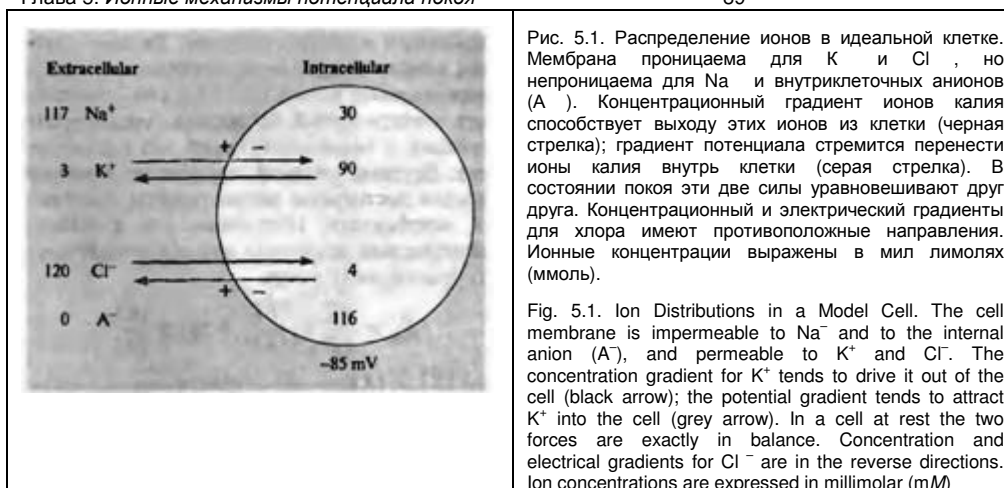 Глава 5. Ионные механизмы потенциала покоя 89
Extracellular Intracellular
117 Na⁺ 30
+ −
3 K⁺ 90
120 Cl⁻ 4
+ −
0 A⁻ 116
−85 mV
Рис. 5.1. Распределение ионов в идеальной клетке.
Мембрана проницаема для К и Cl , но
непроницаема для Na и внутриклеточных анионов
(А ). Концентрационный градиент ионов калия
способствует выходу этих ионов из клетки (черная
стрелка); градиент потенциала стремится перенести
ионы калия внутрь клетки (серая стрелка). В
состоянии покоя эти две силы уравновешивают друг
друга. Концентрационный и электрический градиенты
для хлора имеют противоположные направления.
Ионные концентрации выражены в мил лимолях
(ммоль).
Fig. 5.1. Ion Distributions in a Model Cell. The cell
membrane is impermeable to Na⁻ and to the internal
anion (A⁻), and permeable to K⁺ and Cl⁻. The
concentration gradient for K⁺ tends to drive it out of the
cell (black arrow); the potential gradient tends to attract
K⁺ into the cell (grey arrow). In a cell at rest the two
forces are exactly in balance. Concentration and
electrical gradients for Cl ⁻ are in the reverse directions.
Ion concentrations are expressed in millimolar (mM)